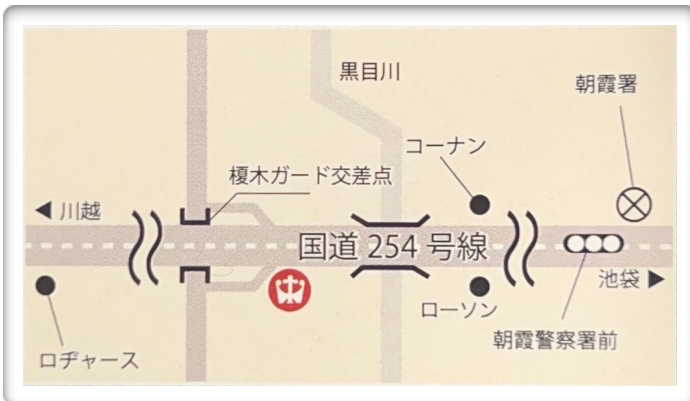 黒目川
朝霞署
コーナン
榎木ガード交差点
◀ 川越
国道 254 号線
池袋 ▶
ローソン
朝霞警察署前
ロヂャース